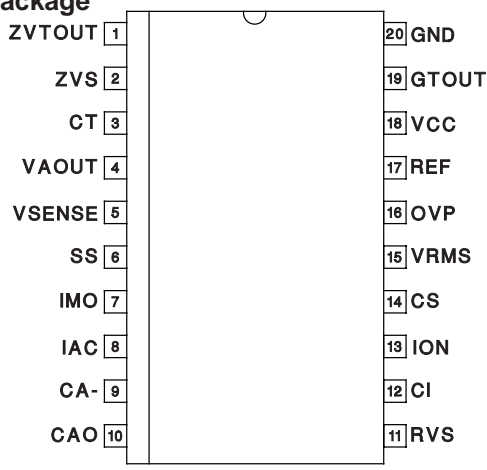 ackage
ZVTOUT 1 20 GND
ZVS 2 19 GTOUT
CT 3 18 VCC
VAOUT 4 17 REF
VSENSE 5 16 OVP
SS 6 15 VRMS
IMO 7 14 CS
IAC 8 13 ION
CA- 9 12 CI
CAO 10 11 RVS